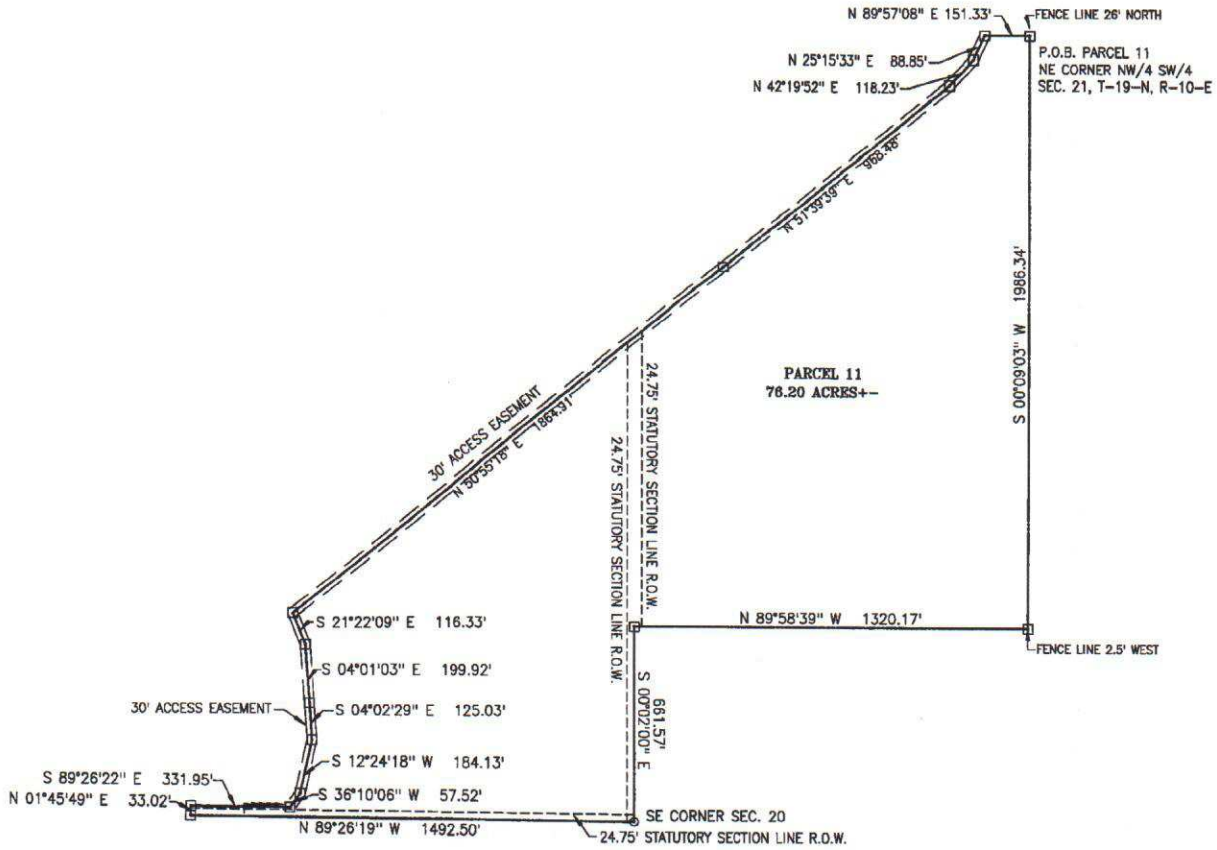 N 89°57'08" E 151.33'
FENCE LINE 26' NORTH
N 25°15'33" E 88.85'
N 42°19'52" E 118.23'
P.O.B. PARCEL 11
NE CORNER NW/4 SW/4
SEC. 21, T-19-N, R-10-E
N 51°39'39" E 968.48'
S 00°09'03" W 1986.34'
PARCEL 11
76.20 ACRES+-
24.75' STATUTORY SECTION LINE R.O.W.
24.75' STATUTORY SECTION LINE R.O.W.
30' ACCESS EASEMENT
N 50°55'18" E 1864.91'
S 21°22'09" E 116.33'
N 89°58'39" W 1320.17'
FENCE LINE 2.5' WEST
S 04°01'03" E 199.92'
30' ACCESS EASEMENT
S 04°02'29" E 125.03'
661.57'
S 00°02'00" E
S 12°24'18" W 184.13'
S 89°26'22" E 331.95'
N 01°45'49" E 33.02'
S 36°10'06" W 57.52'
SE CORNER SEC. 20
N 89°26'19" W 1492.50'
24.75' STATUTORY SECTION LINE R.O.W.